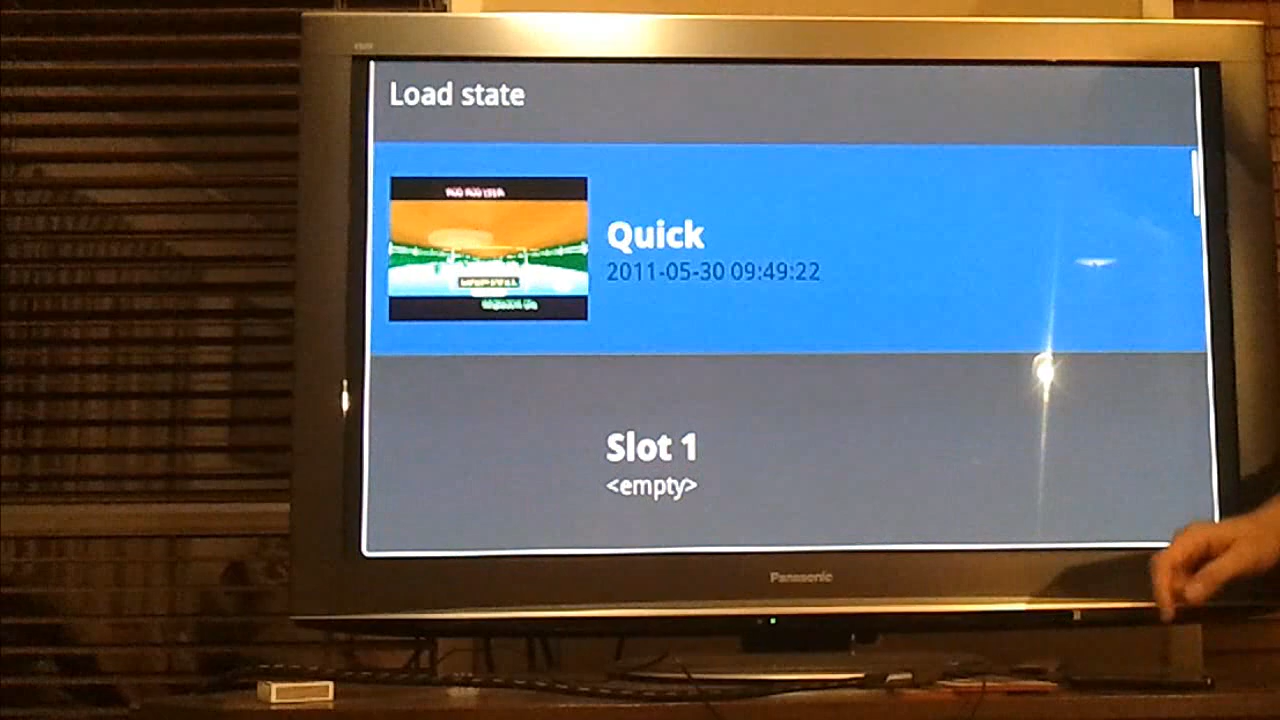 Load state
Quick
2011-05-30 09:49:22
Slot 1
<empty>
Panasonic